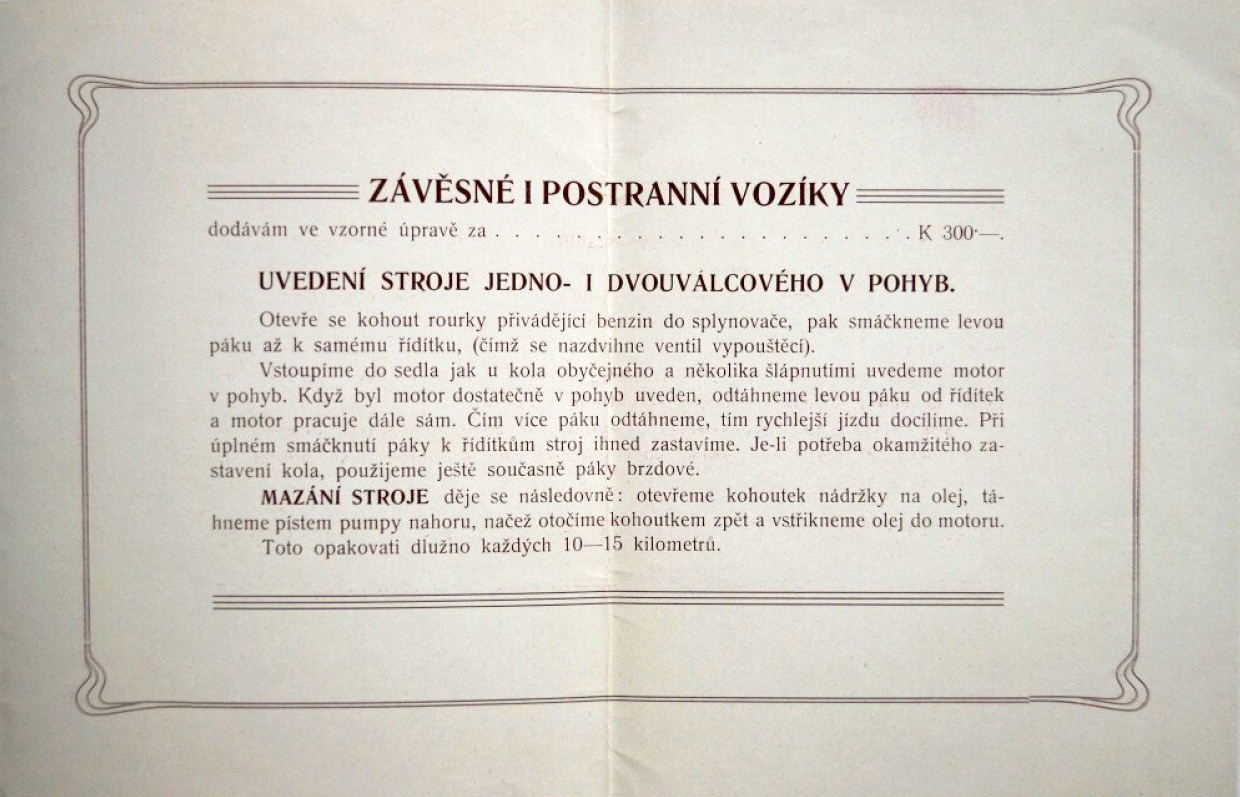 ZÁVĚSNÉ I POSTRANNÍ VOZÍKY
dodávám ve vzorné úpravě za . . . . . . . . . . . . . . . . . . . . K 300·—.
UVEDENÍ STROJE JEDNO- I DVOUVÁLCOVÉHO V POHYB.
Otevře se kohout rourky přivádějící benzin do splynovače, pak smáčkneme levou
páku až k samému řídítku, (čímž se nazdvihne ventil vypouštěcí).
Vstoupíme do sedla jak u kola obyčejného a několika šlápnutími uvedeme motor
v pohyb. Když byl motor dostatečně v pohyb uveden, odtáhneme levou páku od řídítek
a motor pracuje dále sám. Čím více páku odtáhneme, tím rychlejší jízdu docílíme. Při
úplném smáčknutí páky k řídítkům stroj ihned zastavíme. Je-li potřeba okamžitého za-
stavení kola, použijeme ještě současně páky brzdové.
MAZÁNÍ STROJE děje se následovně: otevřeme kohoutek nádržky na olej, tá-
hneme pístem pumpy nahoru, načež otočíme kohoutkem zpět a vstřikneme olej do motoru.
Toto opakovati dlužno každých 10—15 kilometrů.